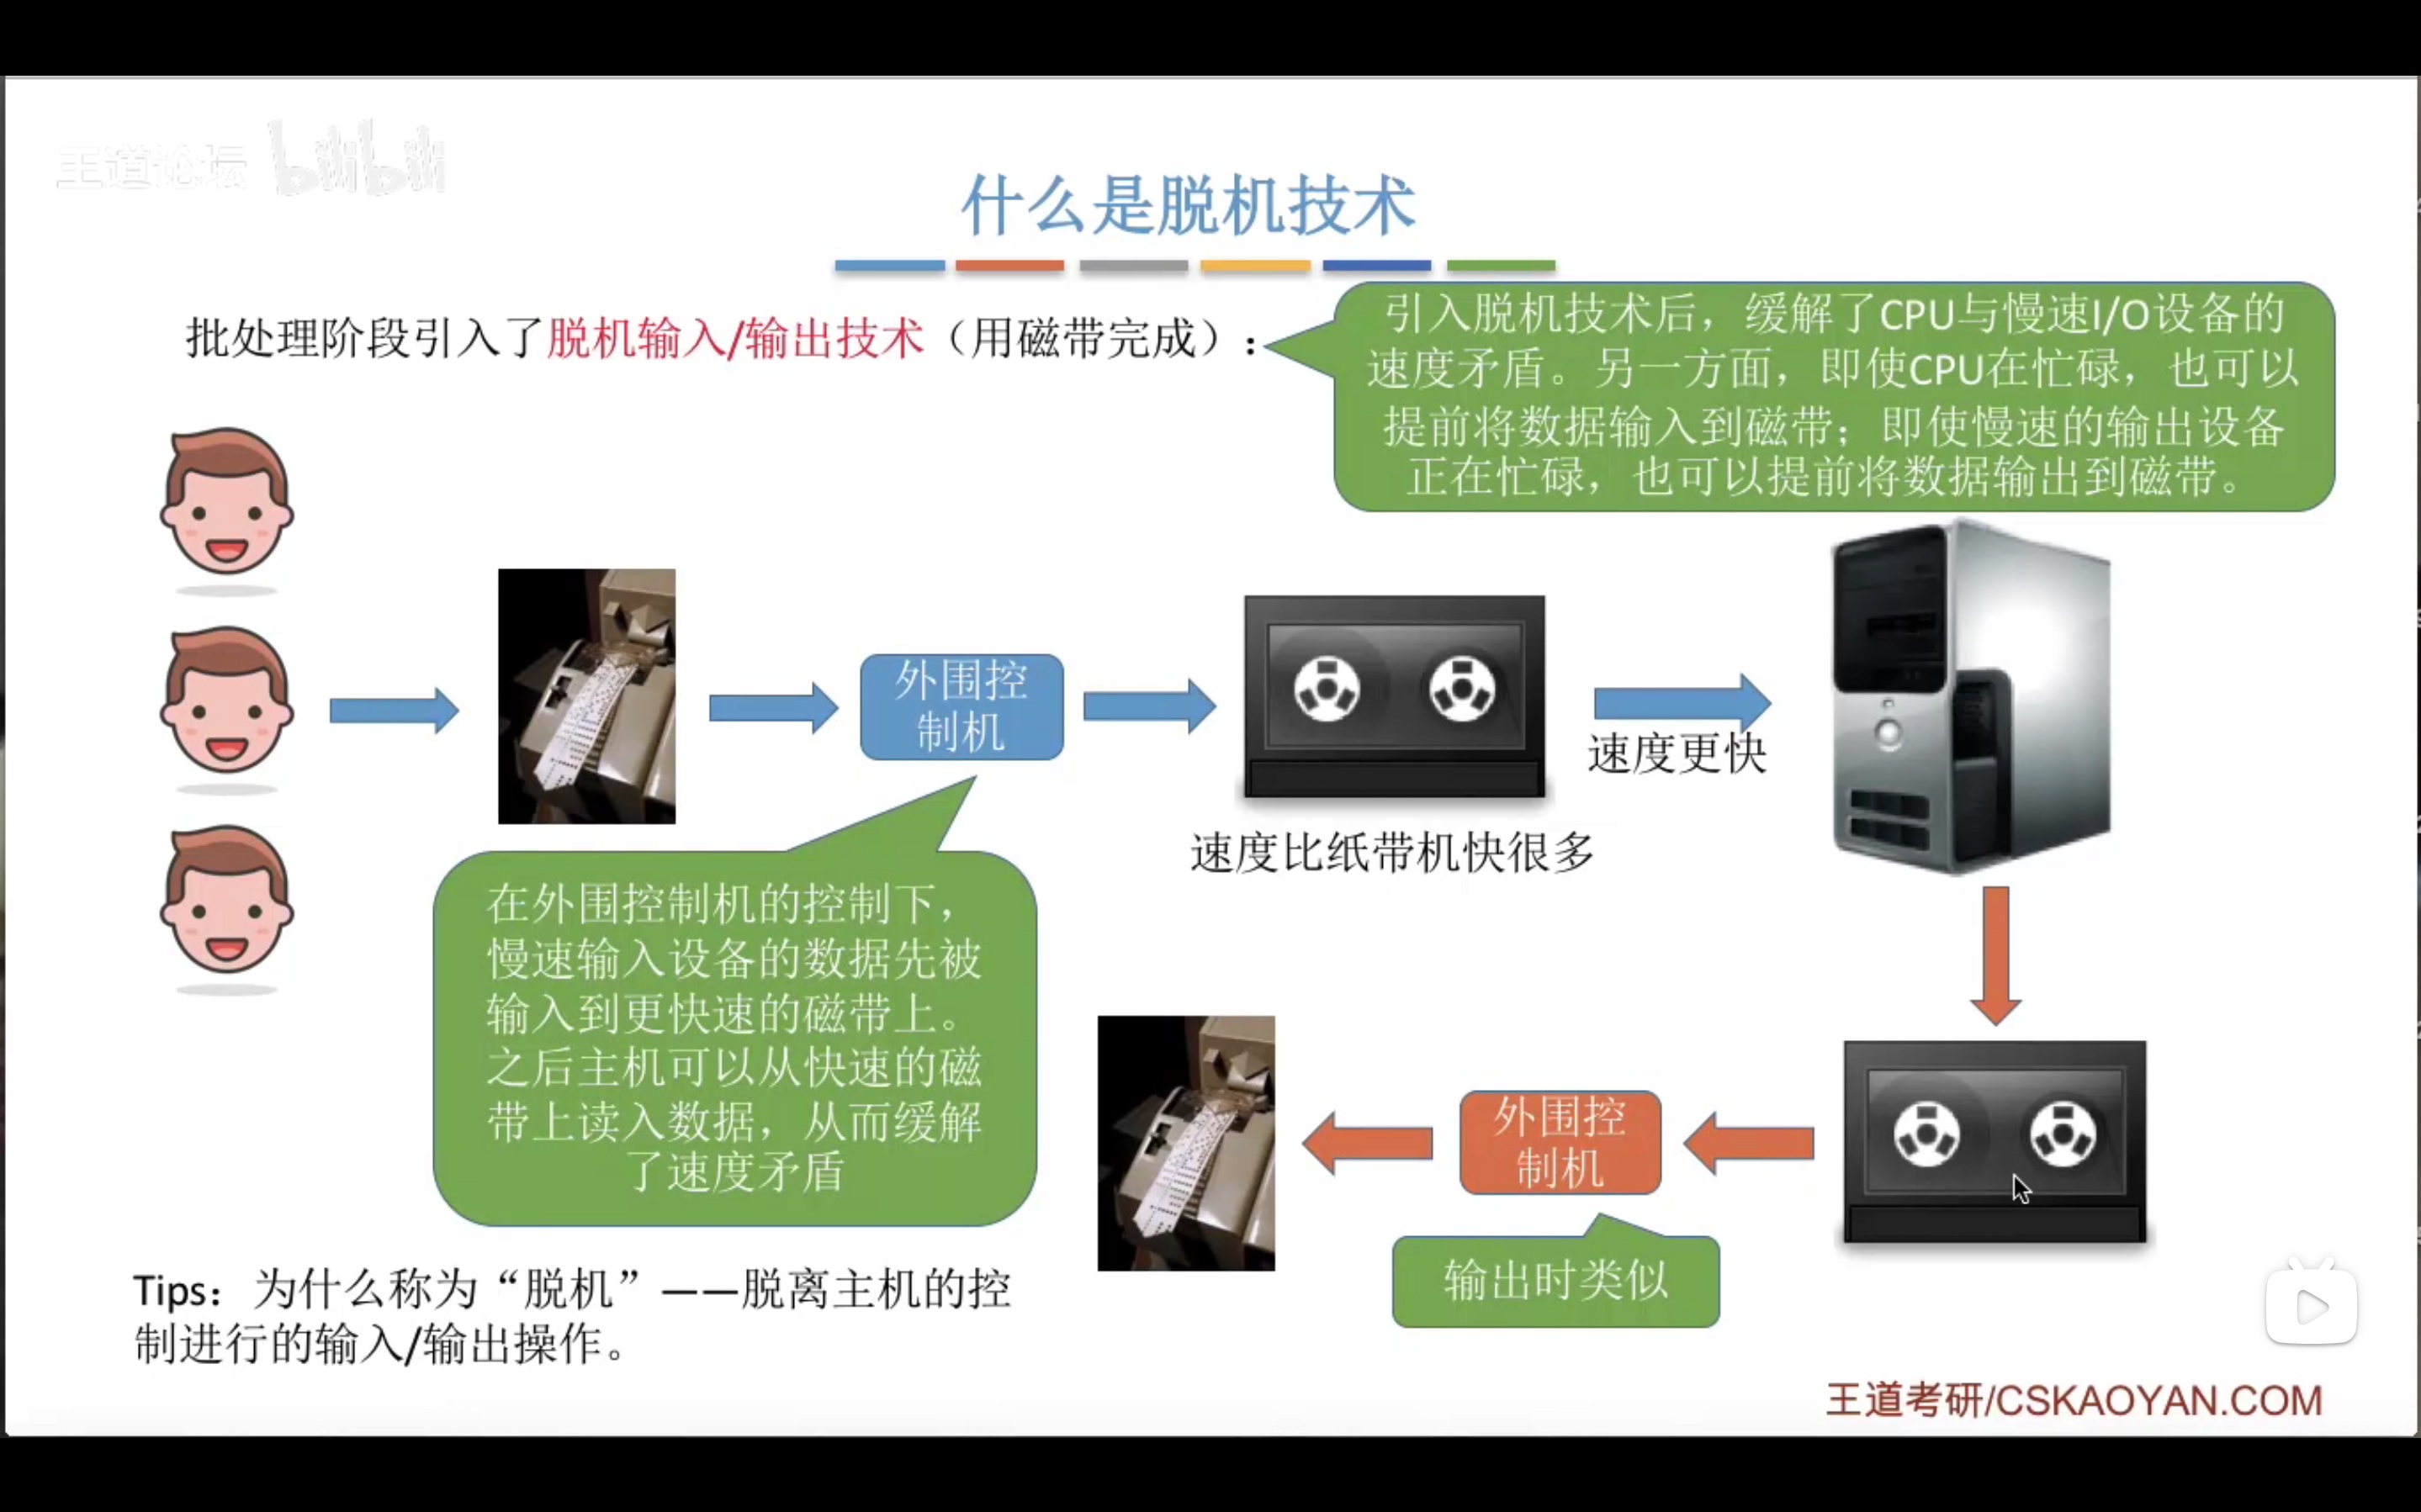 王道论坛 bilibili
什么是脱机技术
批处理阶段引入了脱机输入/输出技术（用磁带完成）：
引入脱机技术后，缓解了CPU与慢速I/O设备的
速度矛盾。另一方面，即使CPU在忙碌，也可以
提前将数据输入到磁带；即使慢速的输出设备
正在忙碌，也可以提前将数据输出到磁带。
外围控
制机
速度更快
速度比纸带机快很多
在外围控制机的控制下，
慢速输入设备的数据先被
输入到更快速的磁带上。
之后主机可以从快速的磁
带上读入数据，从而缓解
了速度矛盾
外围控
制机
输出时类似
Tips：为什么称为“脱机”——脱离主机的控
制进行的输入/输出操作。
王道考研/CSKAOYAN.COM